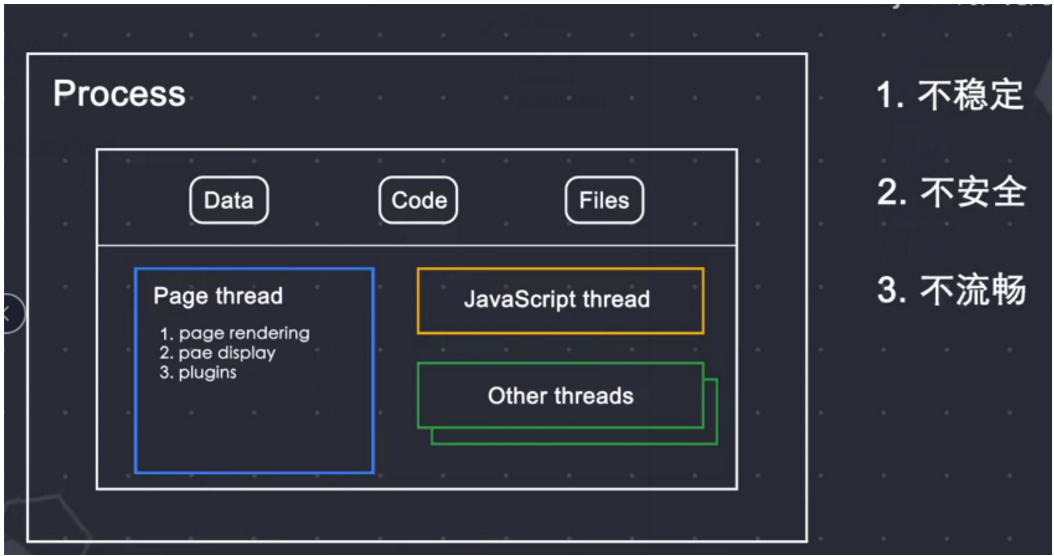 Process
Data
Code
Files
Page thread
1. page rendering
2. pae display
3. plugins
JavaScript thread
Other threads
1. 不稳定
2. 不安全
3. 不流畅